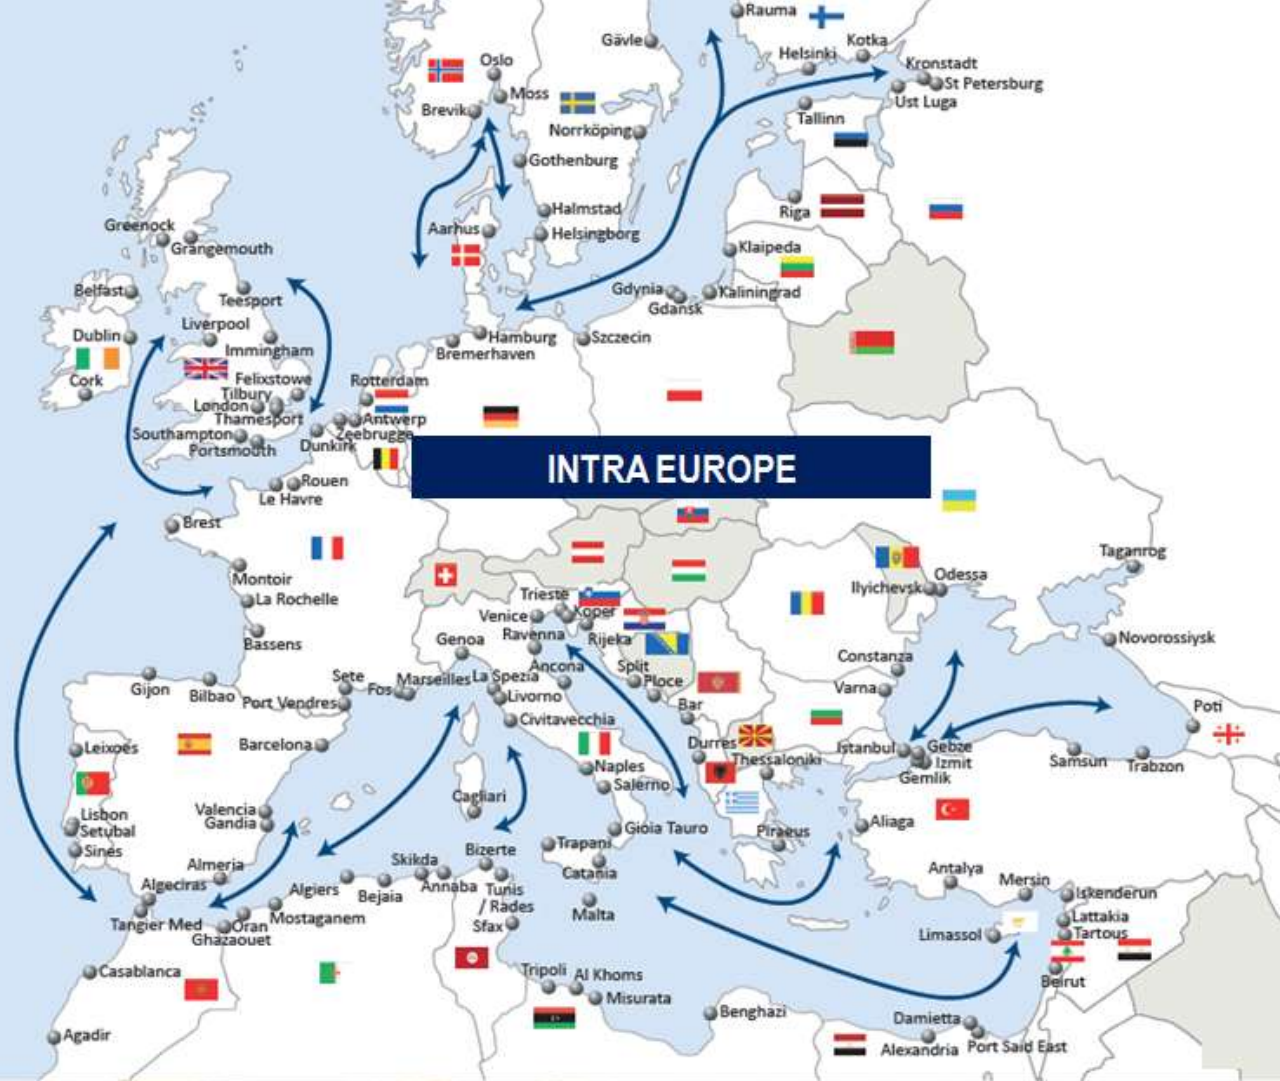 Rauma
Gävle
Kotka
Helsinki
Kronstadt
Oslo
St Petersburg
Moss
Ust Luga
Brevik
Tallinn
Norrköping
Gothenburg
Halmstad
Riga
Greenock
Aarhus
Helsingborg
Grangemouth
Klaipeda
Belfast
Gdynia
Kaliningrad
Teesport
Gdansk
Liverpool
Dublin
Hamburg
Szczecin
Immingham
Bremerhaven
Cork
Felixstowe
Rotterdam
Tilbury
London
Thamesport
Antwerp
Southampton
Zeebrugge
Portsmouth
Dunkirk
INTRA EUROPE
Rouen
Le Havre
Brest
Taganrog
Montoir
Odessa
Ilyichevsk
La Rochelle
Trieste
Venice
Koper
Bassens
Ravenna
Rijeka
Genoa
Novorossiysk
Constanza
Ancona
Split
Sete
Marseilles
La Spezia
Ploce
Gijon
Bilbao
Fos
Varna
Port Vendres
Livorno
Bar
Poti
Civitavecchia
Leixoes
Barcelona
Durres
Istanbul
Gebze
Thessaloniki
Izmit
Samsun
Trabzon
Naples
Gemlik
Salerno
Cagliari
Valencia
Lisbon
Gandia
Setubal
Gioia Tauro
Piraeus
Aliaga
Sines
Trapani
Bizerte
Almeria
Skikda
Catania
Antalya
Algeciras
Algiers
Bejaia
Annaba
Tunis
/ Rades
Mersin
Iskenderun
Malta
Tangier Med
Oran
Mostaganem
Sfax
Lattakia
Ghazaouet
Limassol
Tartous
Casablanca
Tripoli
Al Khoms
Beirut
Misurata
Benghazi
Damietta
Agadir
Alexandria
Port Said East